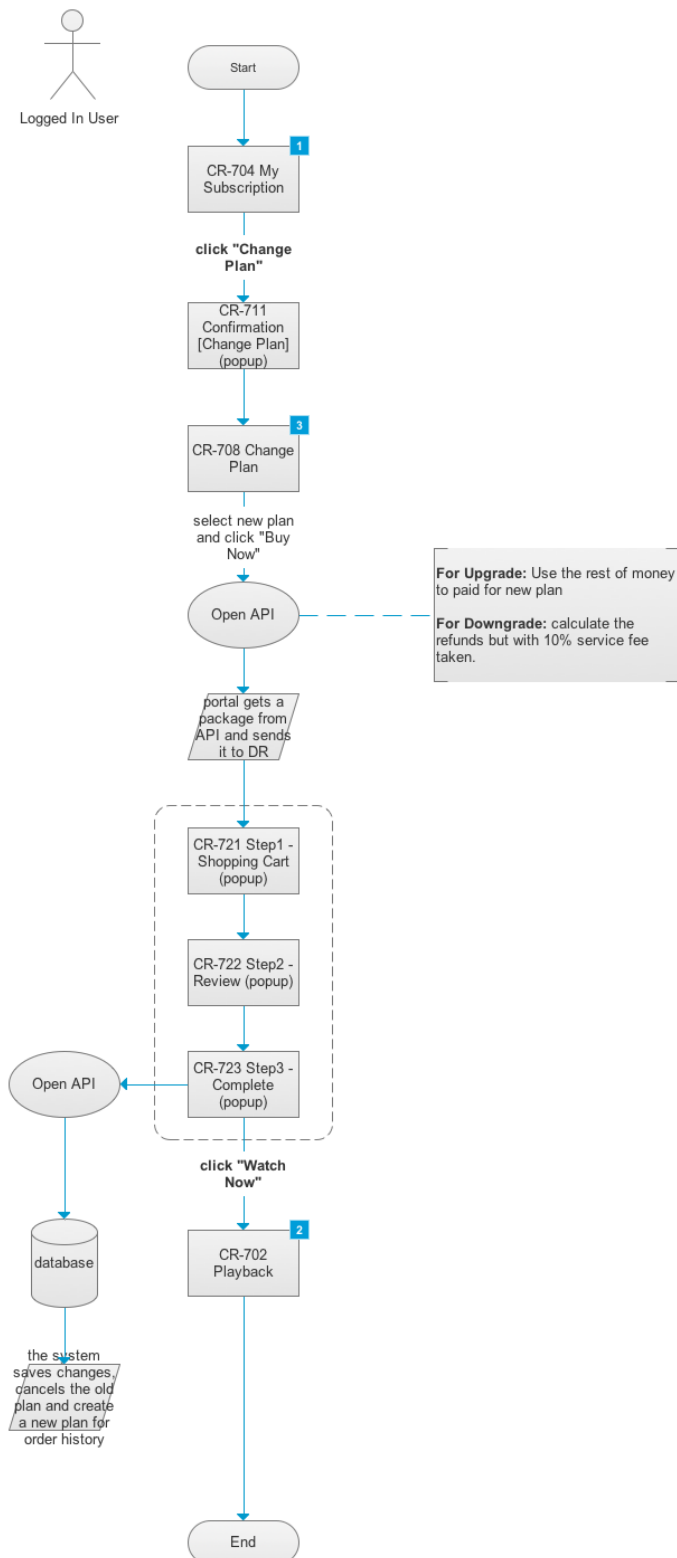 Logged In User
Start
1
CR-704 My
Subscription
click "Change
Plan"
CR-711
Confirmation
[Change Plan]
(popup)
3
CR-708 Change
Plan
select new plan
and click "Buy
Now"
Open API
For Upgrade: Use the rest of money
to paid for new plan
For Downgrade: calculate the
refunds but with 10% service fee
taken.
portal gets a
package from
API and sends
it to DR
CR-721 Step1 -
Shopping Cart
(popup)
CR-722 Step2 -
Review (popup)
CR-723 Step3 -
Complete
(popup)
Open API
click "Watch
Now"
2
CR-702
Playback
database
the system
saves changes,
cancels the old
plan and create
a new plan for
order history
End